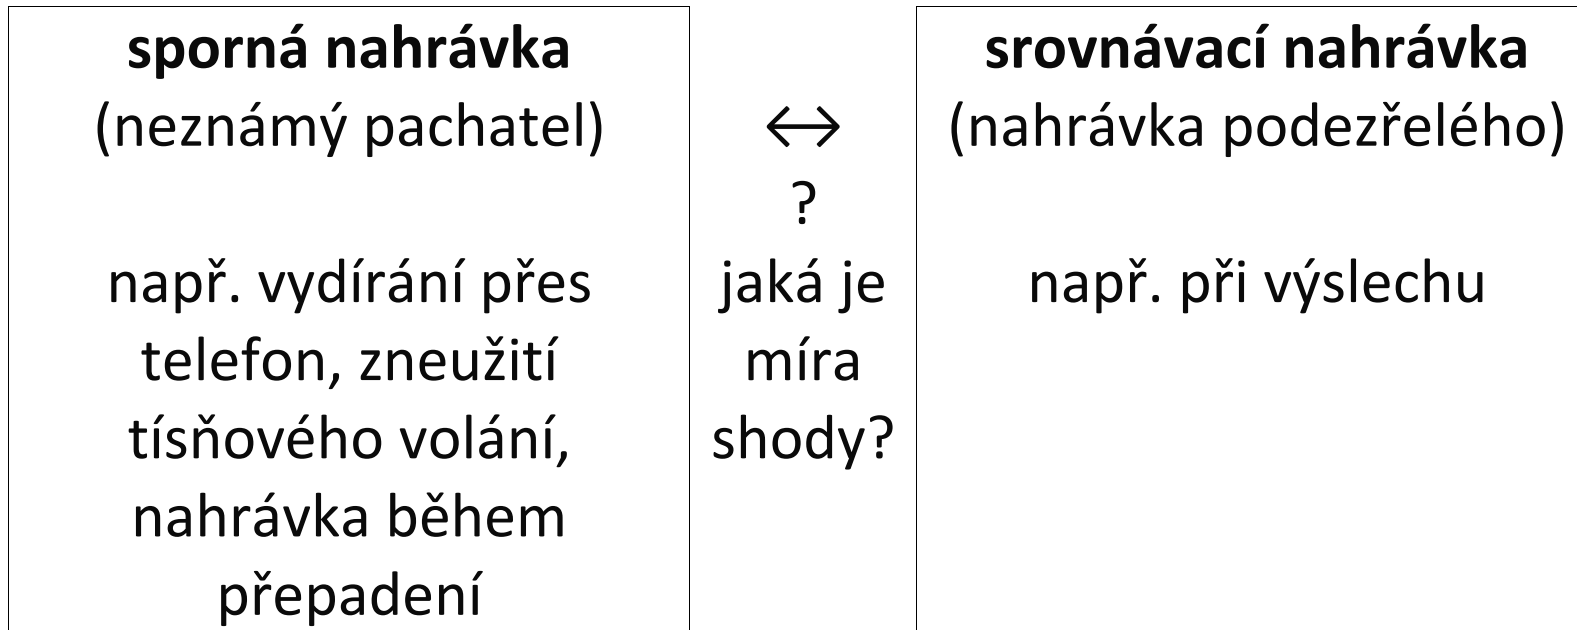 sporná nahrávka
(neznámý pachatel)
např. vydírání přes
telefon, zneužití
tísňového volání,
nahrávka během
přepadení
↔
?
jaká je
míra
shody?
srovnávací nahrávka
(nahrávka podezřelého)
např. při výslechu